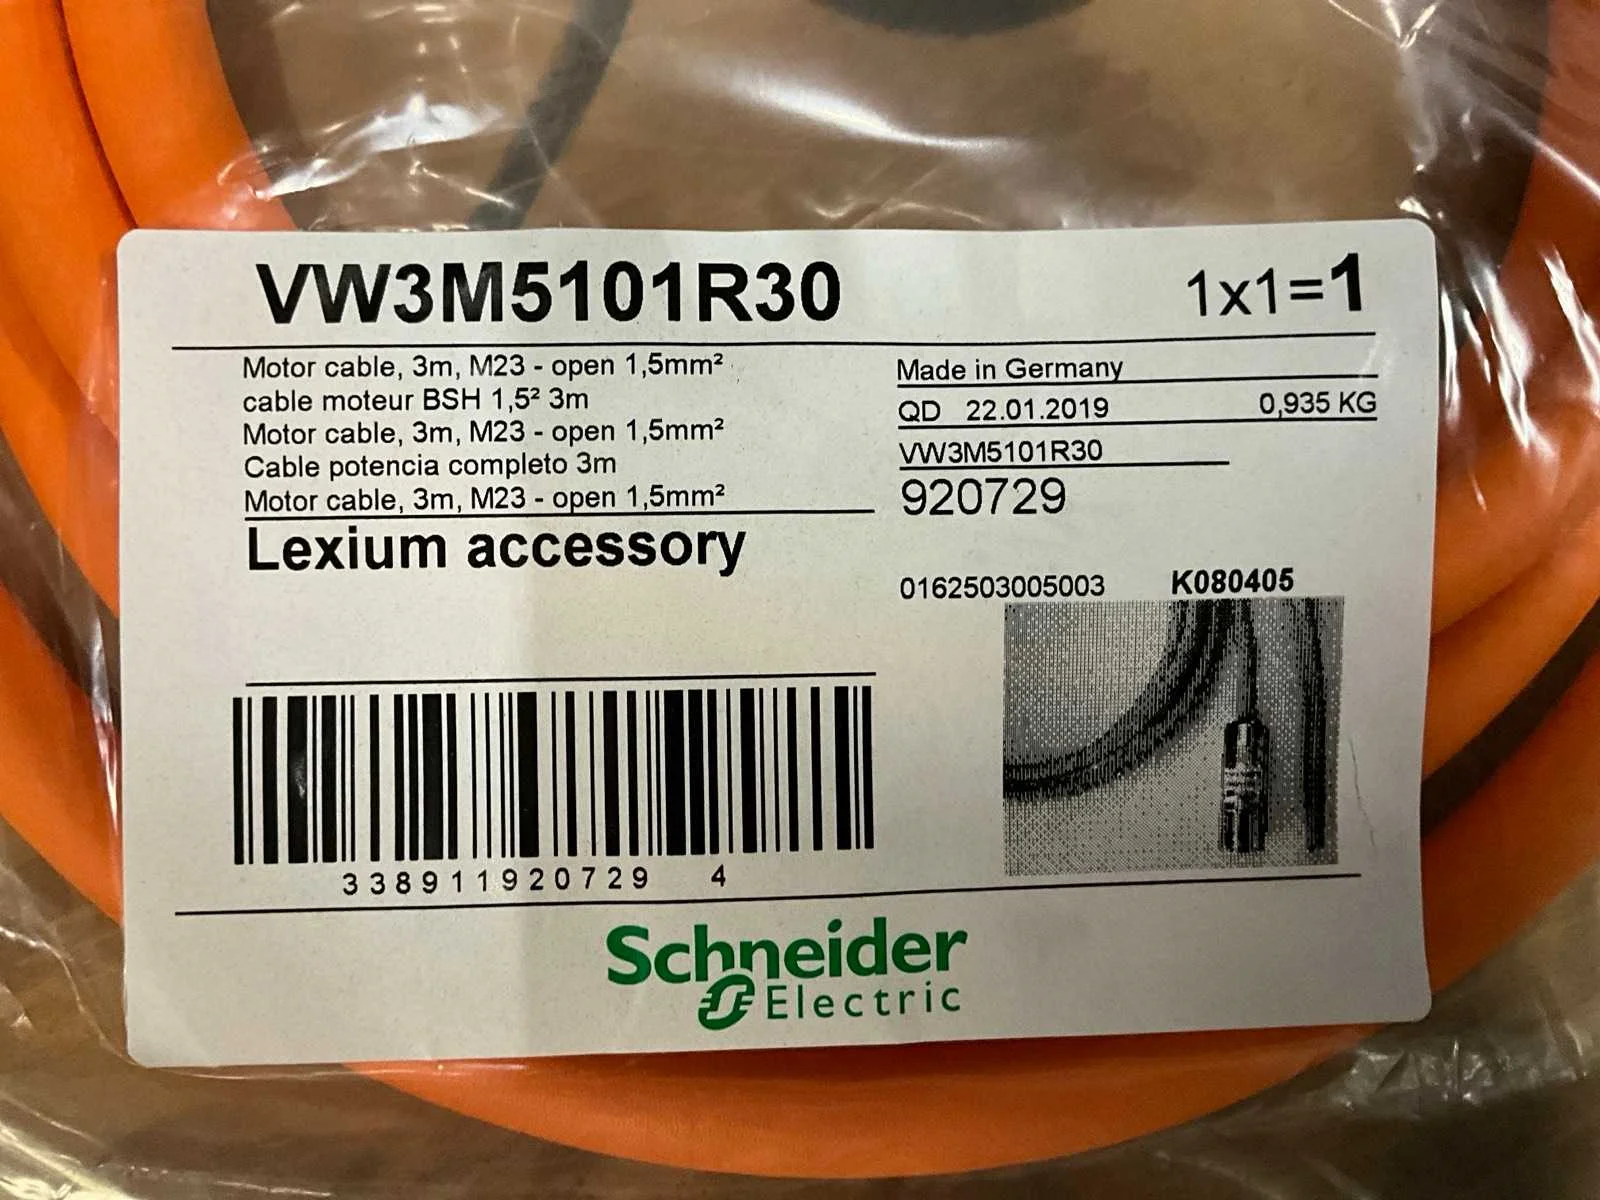 VW3M5101R30
1x1=1
Motor cable, 3m, M23 - open 1,5mm²
cable moteur BSH 1,5² 3m
Motor cable, 3m, M23 - open 1,5mm²
Cable potencia completo 3m
Motor cable, 3m, M23 - open 1,5mm²
Lexium accessory
Made in Germany
QD 22.01.2019 0,935 KG
VW3M5101R30
920729
0162503005003 K080405
338911920729 4
Schneider
Electric